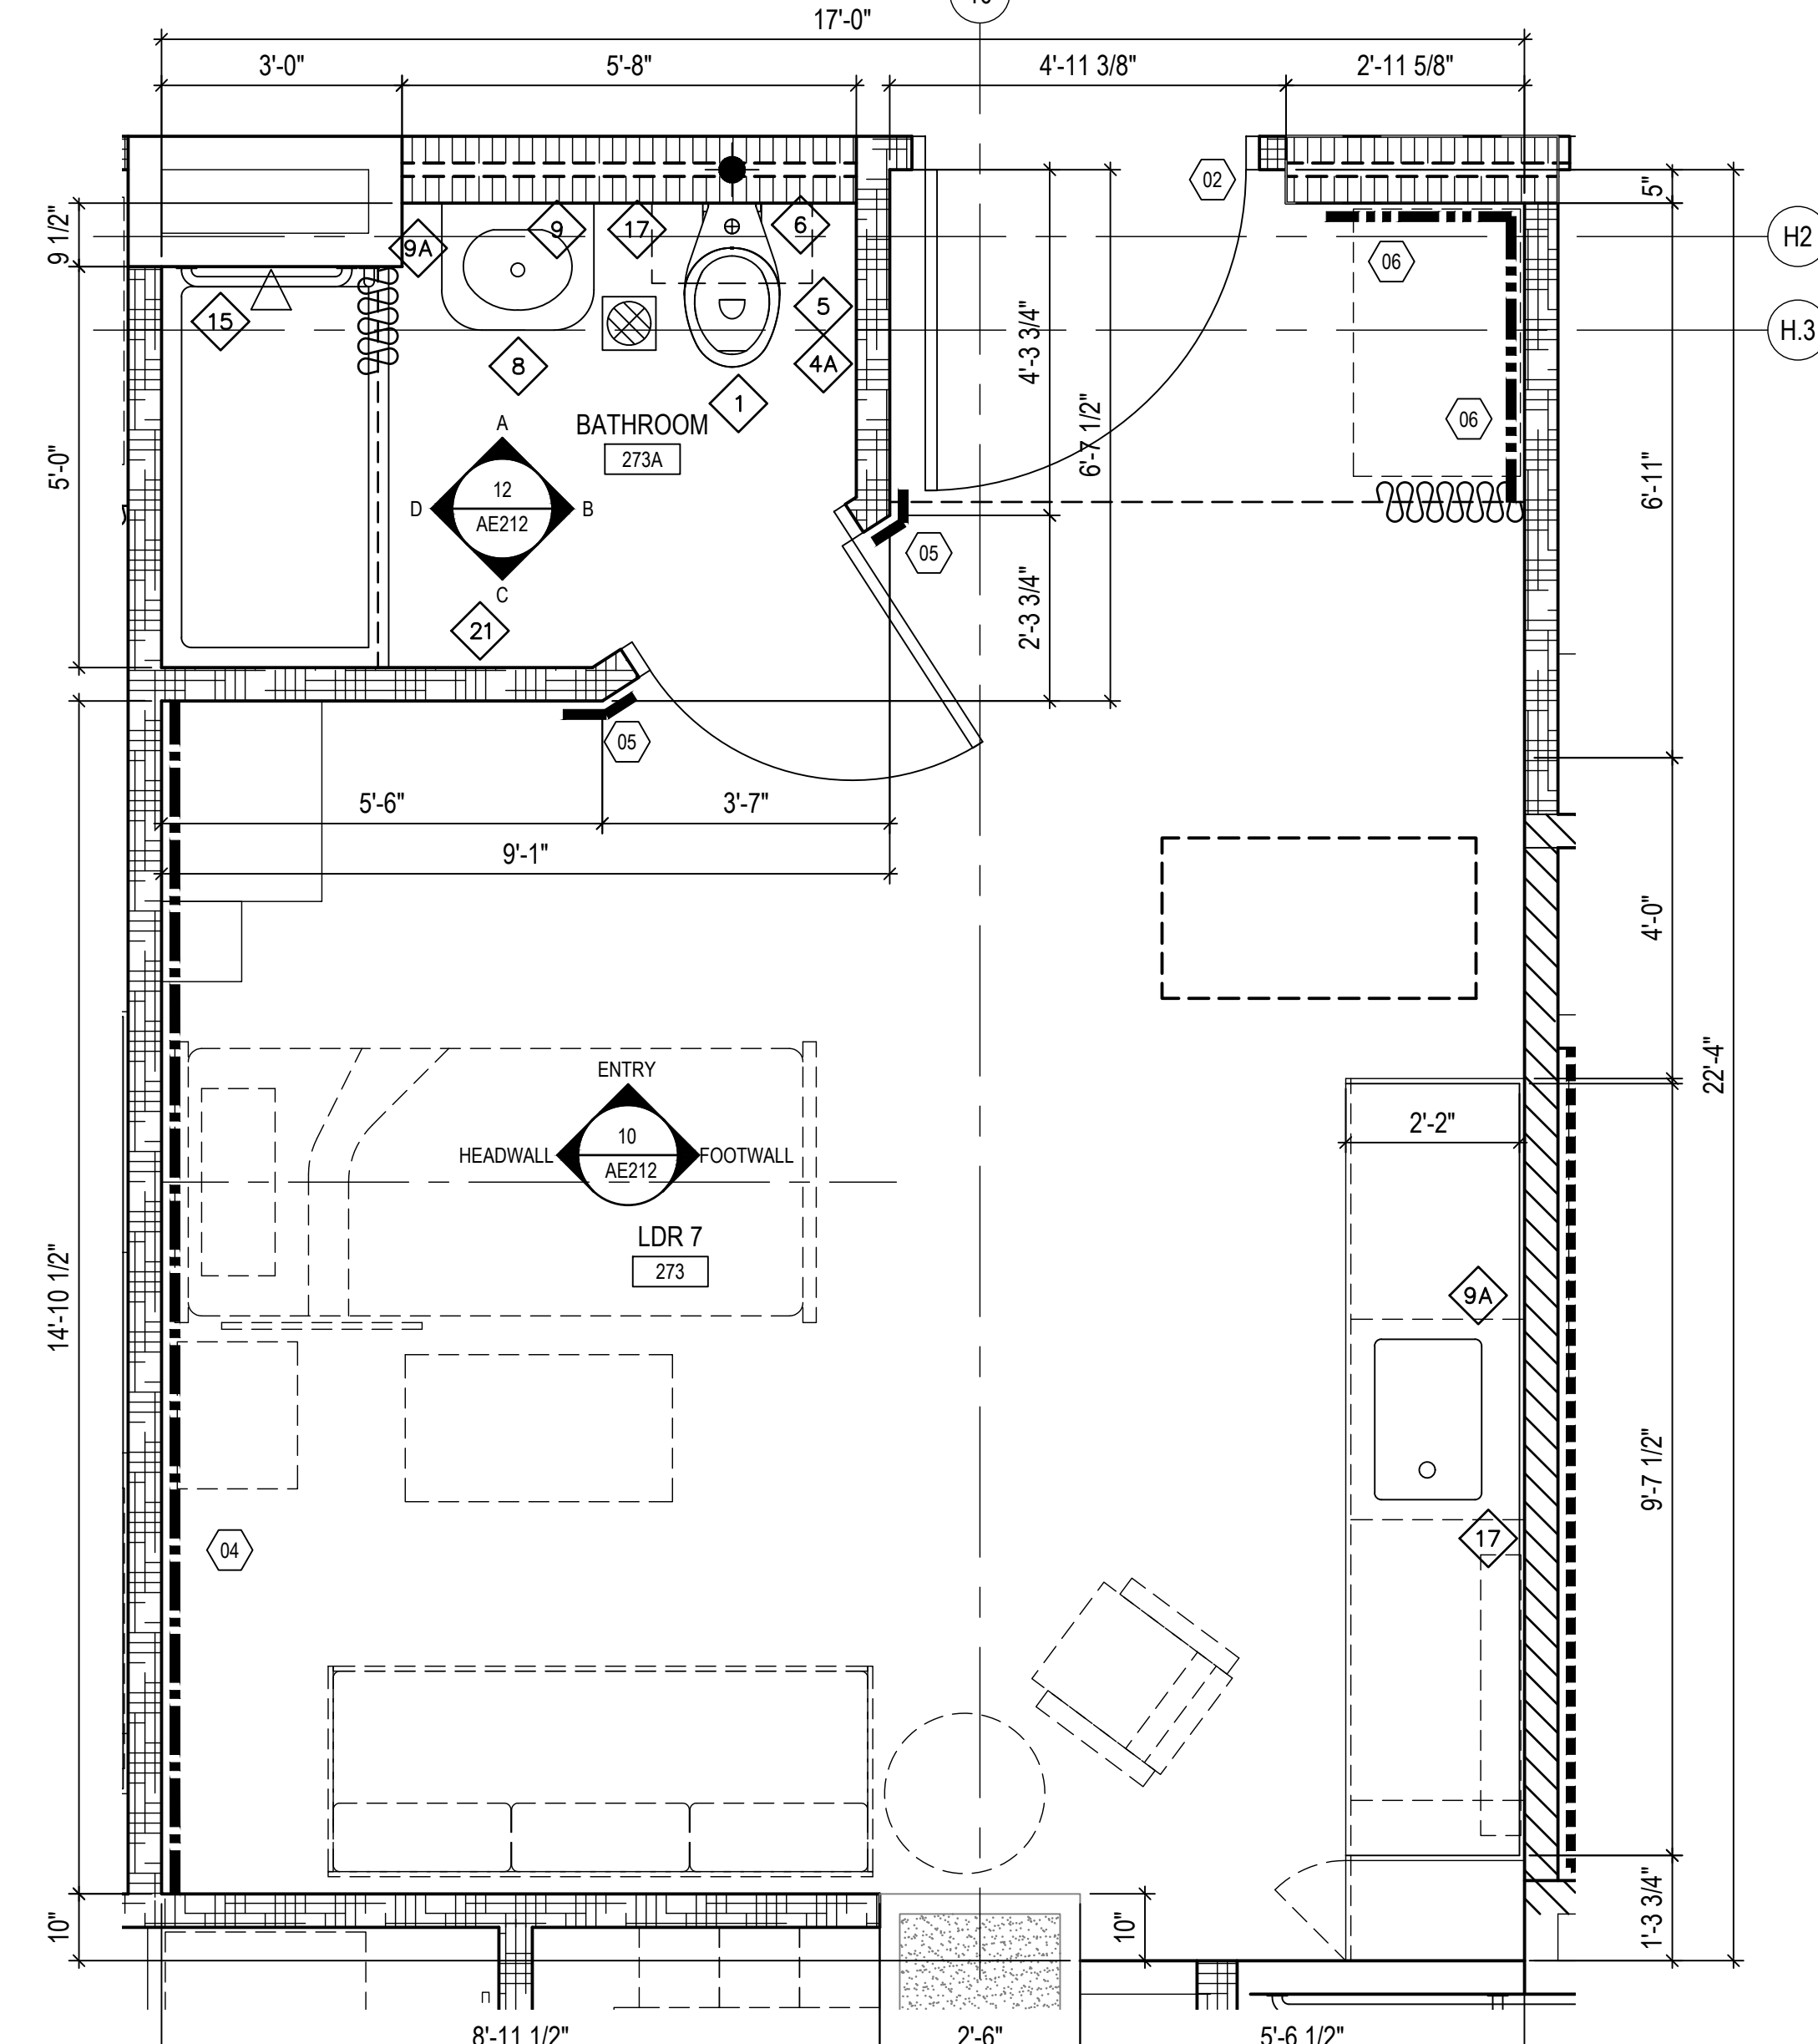 17'-0"
3'-0"
5'-8"
4'-11 3/8"
2'-11 5/8"
02
5"
9 1/2"
9A
9
17
6
H2
06
15
5
H.3
4'-3 3/4"
8
4A
1
6'-7 1/2"
A
BATHROOM
06
273A
5'-0"
6'-11"
12
D
B
AE212
05
C
2'-3 3/4"
21
05
5'-6"
3'-7"
9'-1"
4'-0"
22'-4"
ENTRY
2'-2"
10
HEADWALL
FOOTWALL
AE212
LDR 7
273
14'-10 1/2"
9A
9'-7 1/2"
17
04
10"
10"
1'-3 3/4"
8'-11 1/2"
2'-6"
5'-6 1/2"